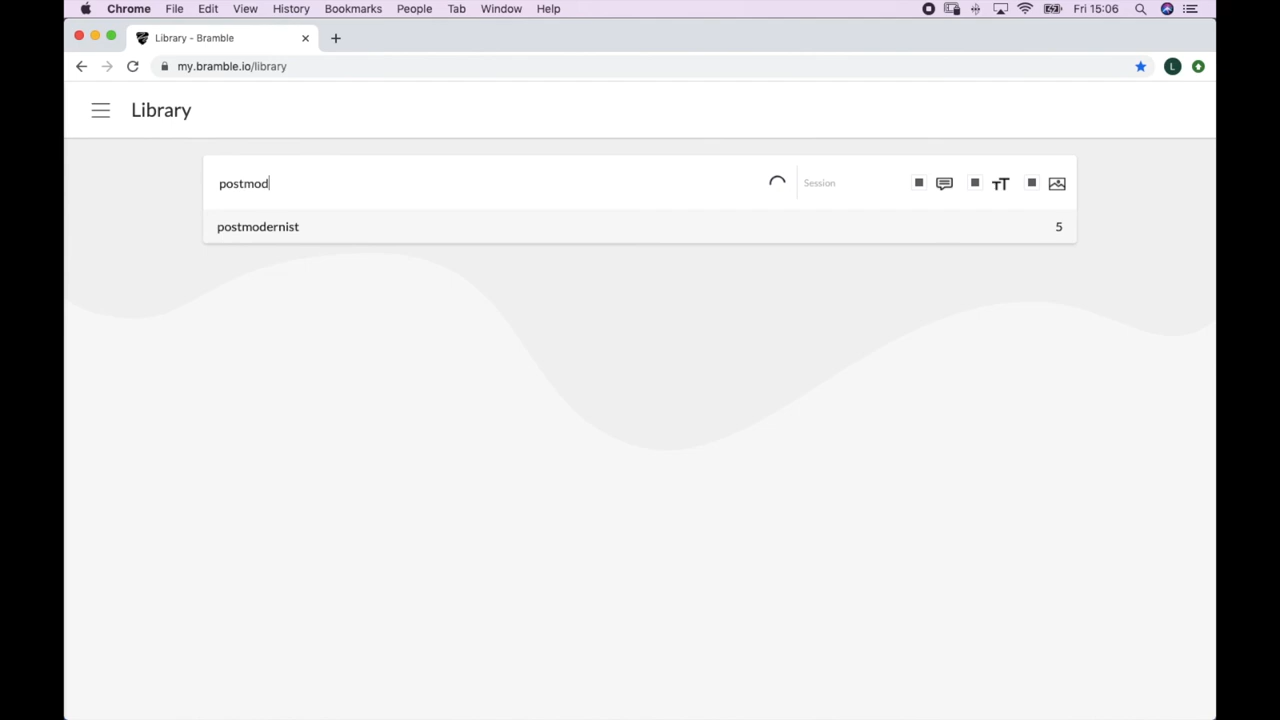 Chrome File Edit View History Bookmarks People Tab Window Help Fri 15:06
Library - Bramble
my.bramble.io/library L
Library
postmod Session TT
postmodernist 5